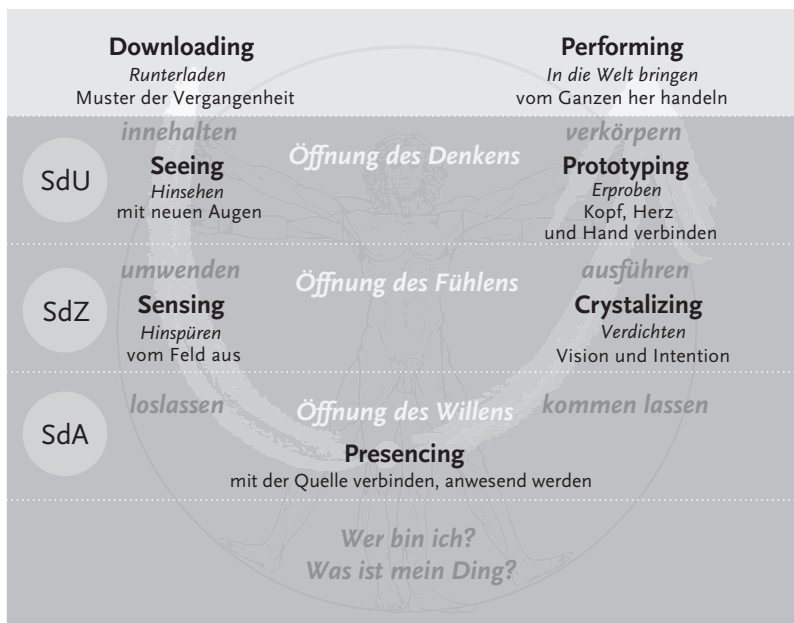 Downloading
Runterladen
Muster der Vergangenheit
Performing
In die Welt bringen
vom Ganzen her handeln
innehalten
verkörpern
SdU
Seeing
Hinsehen
mit neuen Augen
Öffnung des Denkens
Prototyping
Erproben
Kopf, Herz
und Hand verbinden
umwenden
ausführen
SdZ
Sensing
Hinspüren
vom Feld aus
Öffnung des Fühlens
Crystalizing
Verdichten
Vision und Intention
SdA
loslassen
Öffnung des Willens
kommen lassen
Presencing
mit der Quelle verbinden, anwesend werden
Wer bin ich?
Was ist mein Ding?